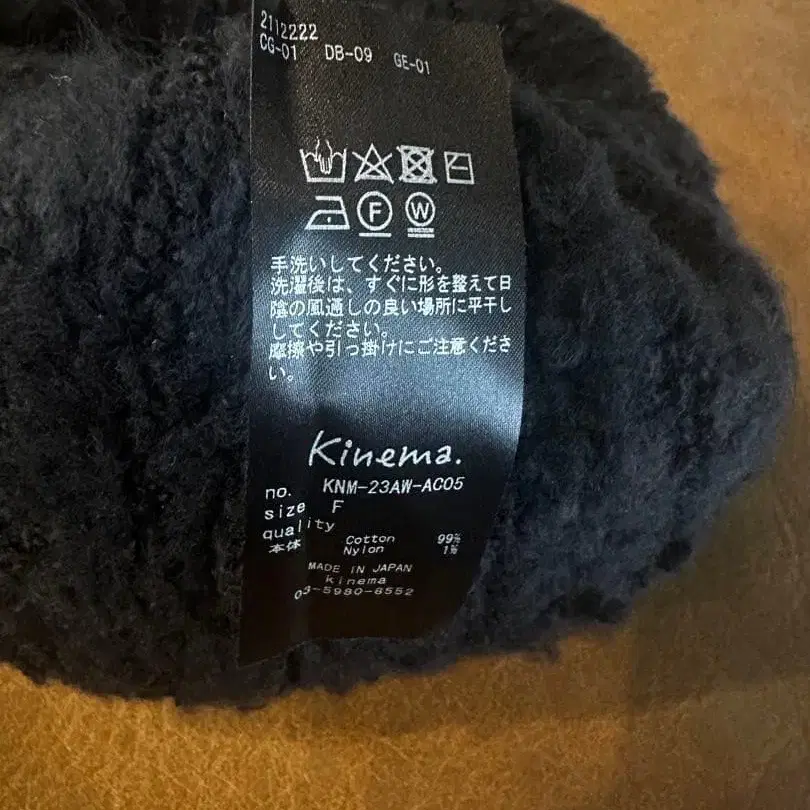 2112222
CG-01 DB-09 GE-01
F W
手洗いしてください。
洗濯後は、すぐに形を整えて日
陰の風通しの良い場所に平干し
してください。
摩擦や引っ掛けにご注意くださ
い。
Kinema.
no. KNM-23AW-AC05
size F
quality
本体 Cotton 99%
Nylon 1%
MADE IN JAPAN
kinema
03-5980-8552